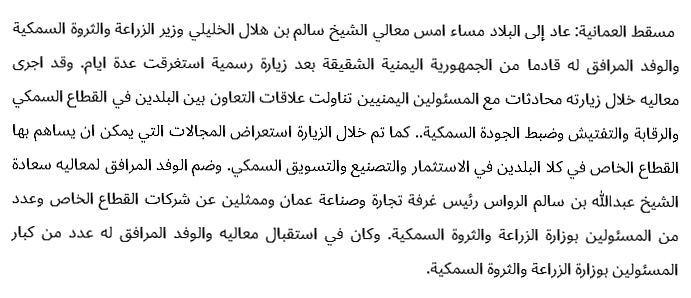 مسقط العمانية: عاد إلى البلاد مساء امس معالي الشيخ سالم بن هلال الخليلي وزير الزراعة والثروة السمكية
والوفد المرافق له قادما من الجمهورية اليمنية الشقيقة بعد زيارة رسمية استغرقت عدة ايام. وقد اجرى
معاليه خلال زيارته محادثات مع المسئولين اليمنيين تناولت علاقات التعاون بين البلدين في القطاع السمكي
والرقابة والتفتيش وضبط الجودة السمكية.. كما تم خلال الزيارة استعراض المجالات التي يمكن ان يساهم بها
القطاع الخاص في كلا البلدين في الاستثمار والتصنيع والتسويق السمكي. وضم الوفد المرافق لمعاليه سعادة
الشيخ عبدالله بن سالم الرواس رئيس غرفة تجارة وصناعة عمان وممثلين عن شركات القطاع الخاص وعدد
من المسئولين بوزارة الزراعة والثروة السمكية. وكان في استقبال معاليه والوفد المرافق له عدد من كبار
المسئولين بوزارة الزراعة والثروة السمكية.